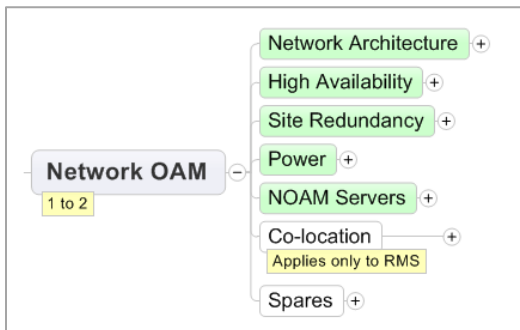 Network OAM
1 to 2
Network Architecture
High Availability
Site Redundancy
Power
NOAM Servers
Co-location
Applies only to RMS
Spares